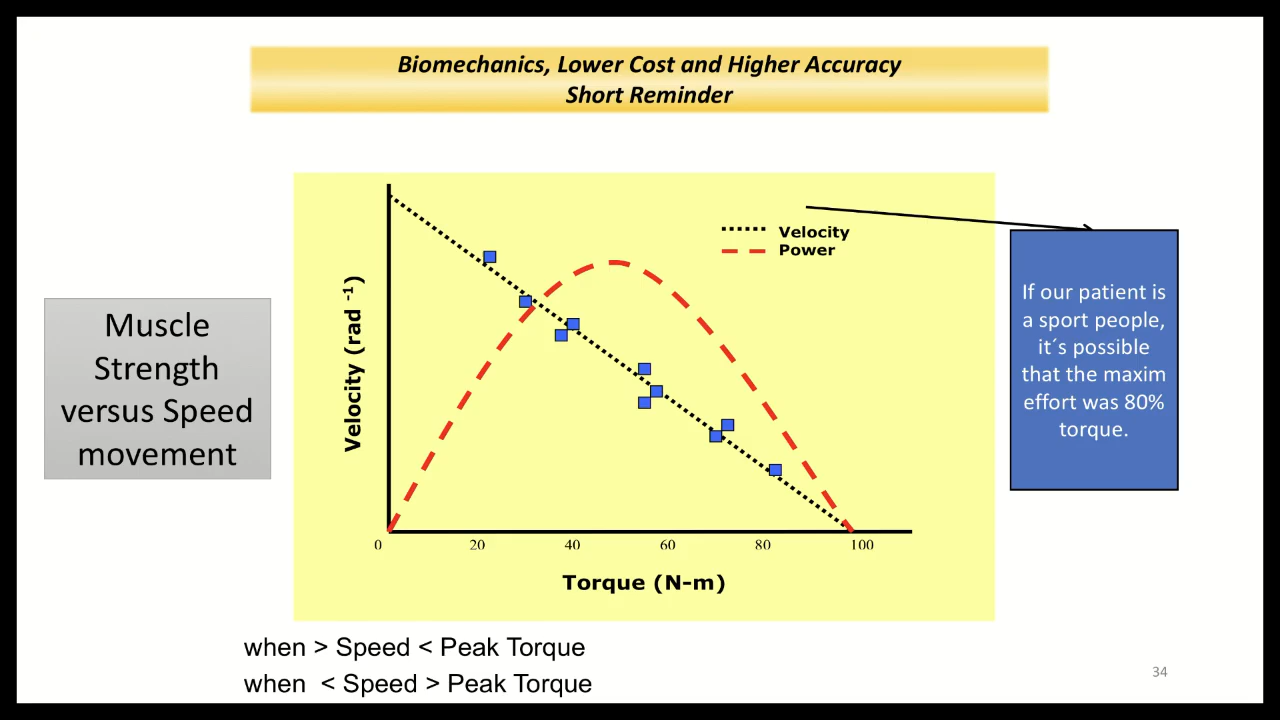 Biomechanics, Lower Cost and Higher Accuracy
Short Reminder
Muscle
Strength
versus Speed
movement
Velocity (rad -1)
Velocity
Power
0 20 40 60 80 100
Torque (N-m)
If our patient is
a sport people,
it´s possible
that the maxim
effort was 80%
torque.
when > Speed < Peak Torque
when < Speed > Peak Torque
34